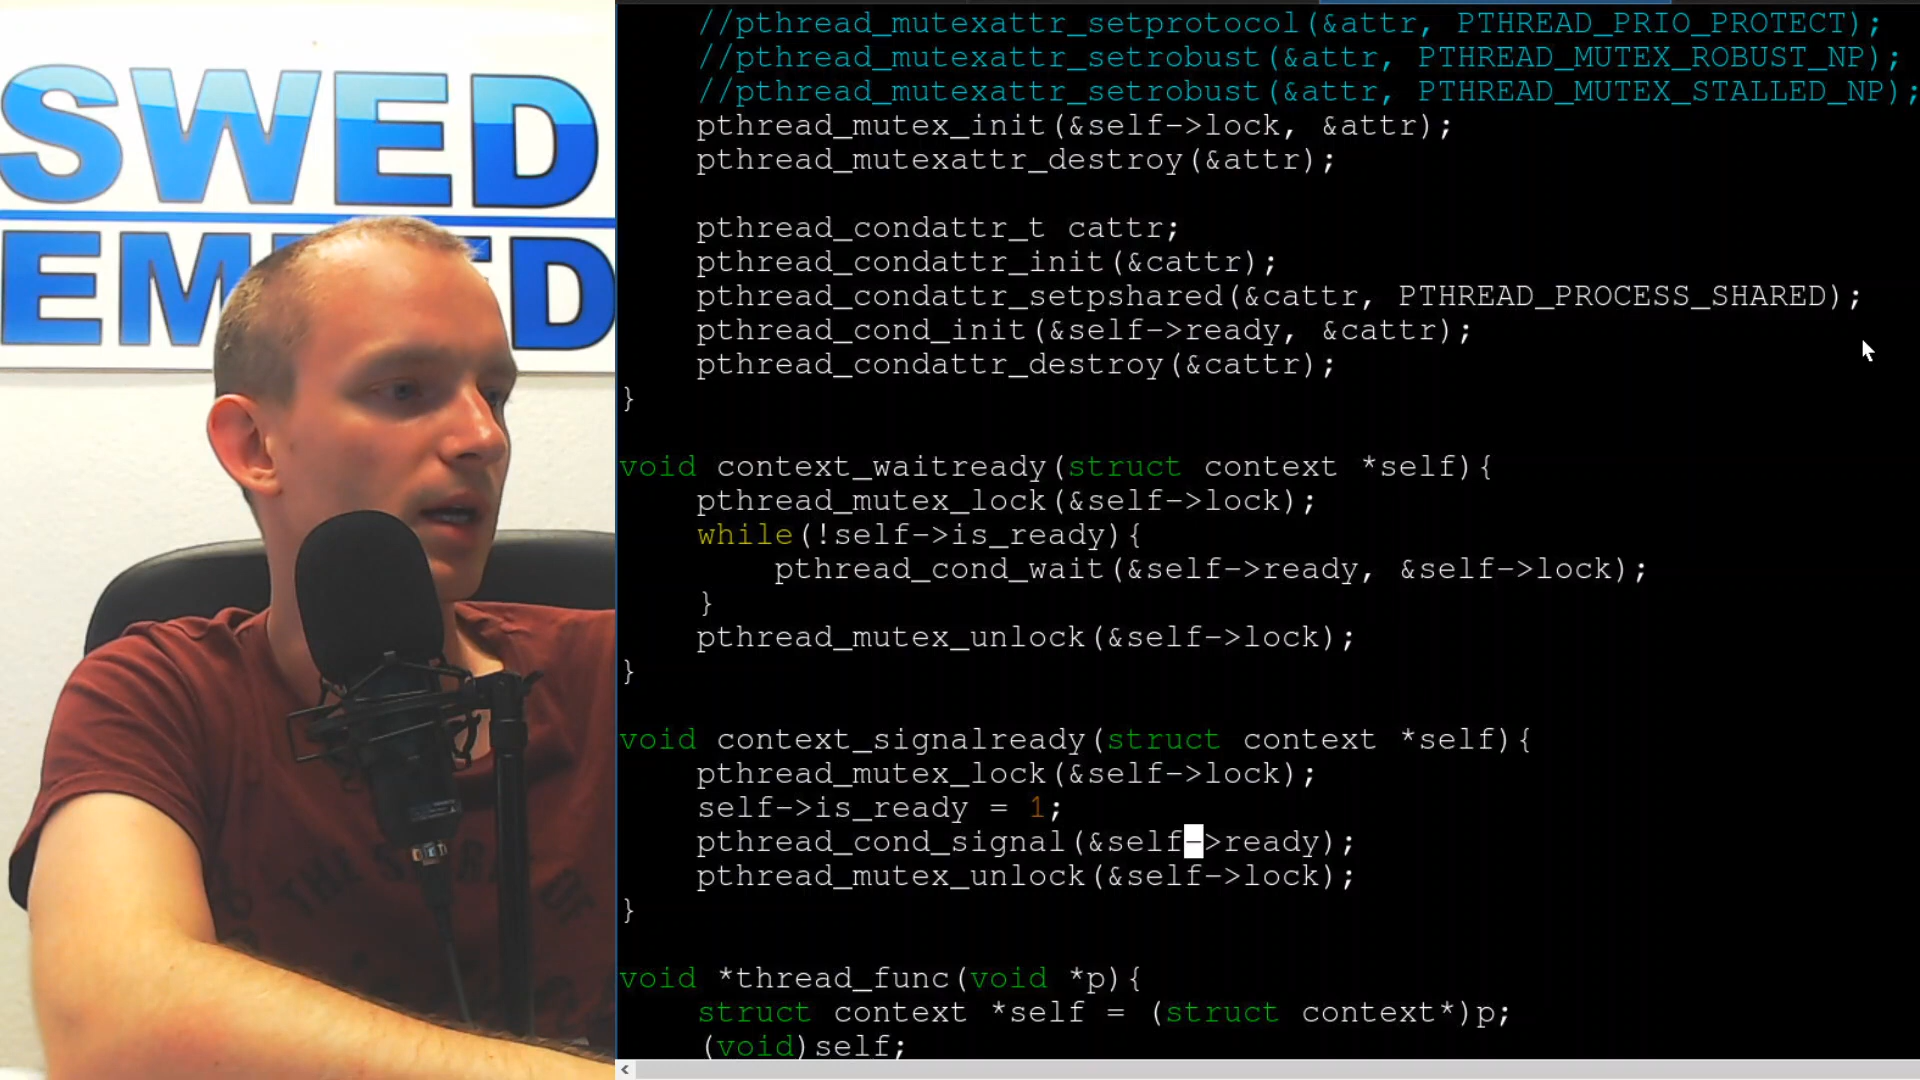 SWED
EM ED
//pthread_mutexattr_setprotocol(&attr, PTHREAD_PRIO_PROTECT);
//pthread_mutexattr_setrobust(&attr, PTHREAD_MUTEX_ROBUST_NP);
//pthread_mutexattr_setrobust(&attr, PTHREAD_MUTEX_STALLED_NP);
pthread_mutex_init(&self->lock, &attr);
pthread_mutexattr_destroy(&attr);
pthread_condattr_t cattr;
pthread_condattr_init(&cattr);
pthread_condattr_setpshared(&cattr, PTHREAD_PROCESS_SHARED);
pthread_cond_init(&self->ready, &cattr);
pthread_condattr_destroy(&cattr);
}
void context_waitready(struct context *self){
pthread_mutex_lock(&self->lock);
while(!self->is_ready){
pthread_cond_wait(&self->ready, &self->lock);
}
pthread_mutex_unlock(&self->lock);
}
void context_signalready(struct context *self){
pthread_mutex_lock(&self->lock);
self->is_ready = 1;
pthread_cond_signal(&self->ready);
pthread_mutex_unlock(&self->lock);
}
void *thread_func(void *p){
struct context *self = (struct context*)p;
(void)self;